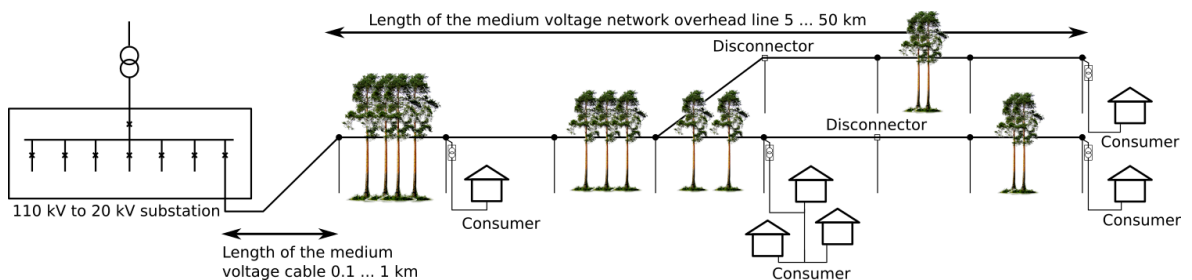 Length of the medium voltage network overhead line 5 ... 50 km
Disconnector
Disconnector
Consumer
110 kV to 20 kV substation
Consumer
Consumer
Length of the medium
voltage cable 0.1 ... 1 km
Consumer